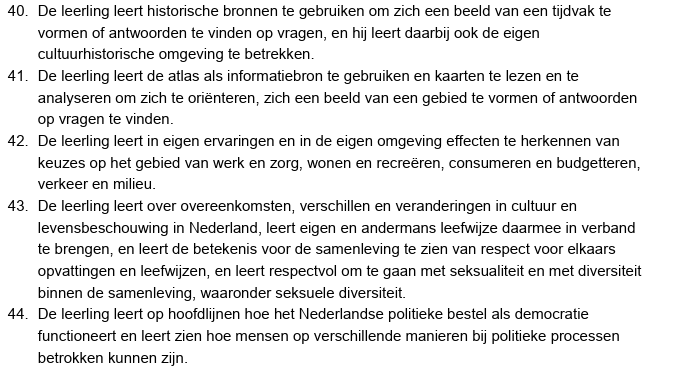 40. De leerling leert historische bronnen te gebruiken om zich een beeld van een tijdvak te
vormen of antwoorden te vinden op vragen, en hij leert daarbij ook de eigen
cultuurhistorische omgeving te betrekken.
41. De leerling leert de atlas als informatiebron te gebruiken en kaarten te lezen en te
analyseren om zich te oriënteren, zich een beeld van een gebied te vormen of antwoorden
op vragen te vinden.
42. De leerling leert in eigen ervaringen en in de eigen omgeving effecten te herkennen van
keuzes op het gebied van werk en zorg, wonen en recreëren, consumeren en budgetteren,
verkeer en milieu.
43. De leerling leert over overeenkomsten, verschillen en veranderingen in cultuur en
levensbeschouwing in Nederland, leert eigen en andermans leefwijze daarmee in verband
te brengen, en leert de betekenis voor de samenleving te zien van respect voor elkaars
opvattingen en leefwijzen, en leert respectvol om te gaan met seksualiteit en met diversiteit
binnen de samenleving, waaronder seksuele diversiteit.
44. De leerling leert op hoofdlijnen hoe het Nederlandse politieke bestel als democratie
functioneert en leert zien hoe mensen op verschillende manieren bij politieke processen
betrokken kunnen zijn.